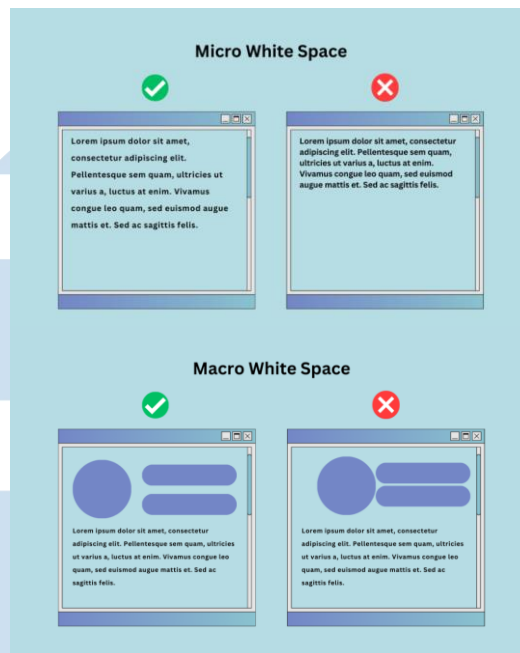 Micro White Space
Lorem ipsum dolor sit amet,
consectetur adipiscing elit.
Pellentesque sem quam, ultricies ut
varius a, luctus at enim. Vivamus
congue leo quam, sed euismod augue
mattis et. Sed ac sagittis felis.
Lorem ipsum dolor sit amet, consectetur
adipiscing elit. Pellentesque sem quam,
ultricies ut varius a, luctus at enim.
Vivamus congue leo quam, sed euismod
augue mattis et. Sed ac sagittis felis.
Macro White Space
Lorem ipsum dolor sit amet, consectetur
adipiscing elit. Pellentesque sem quam, ultricies
ut varius a, luctus at enim. Vivamus congue leo
quam, sed euismod augue mattis et. Sed ac
sagittis felis.
Lorem ipsum dolor sit amet, consectetur
adipiscing elit. Pellentesque sem quam, ultricies
ut varius a, luctus at enim. Vivamus congue leo
quam, sed euismod augue mattis et. Sed ac
sagittis felis.